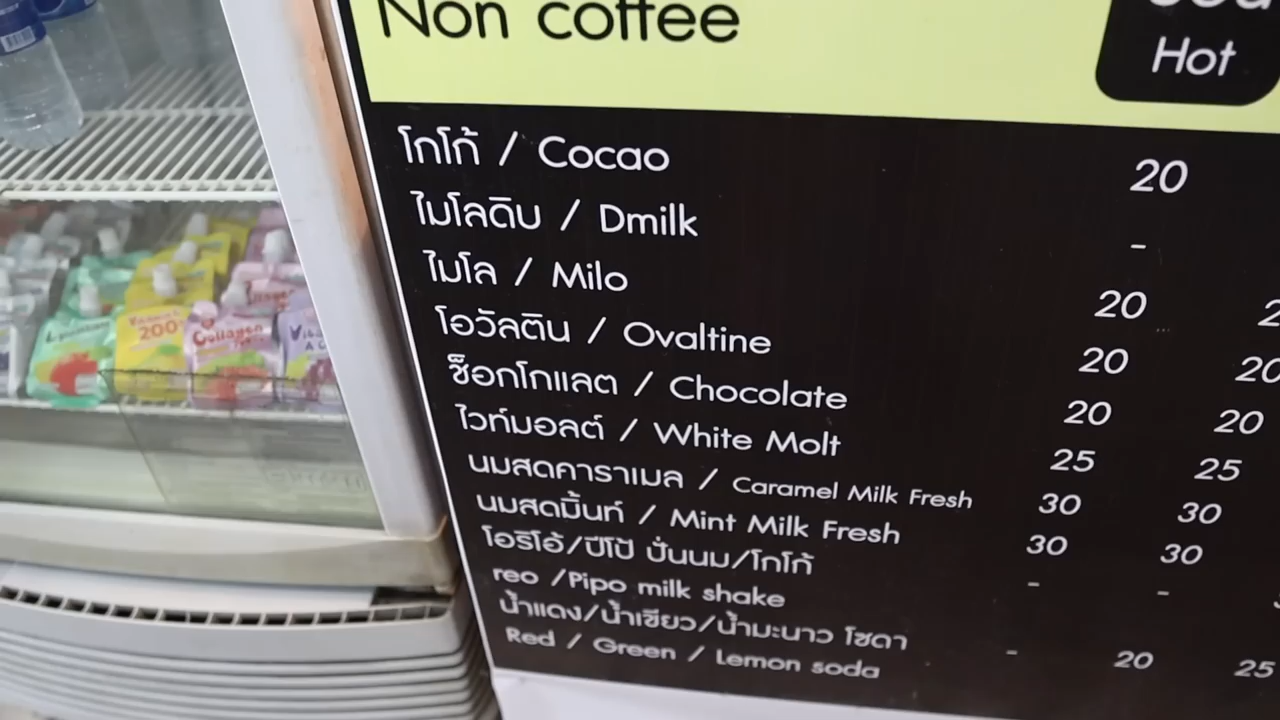 Non coffee
Hot
โกโก้ / Cocao 20
ไมโลดิบ / Dmilk -
ไมโล / Milo 20
โอวัลติน / Ovaltine 20 20
ช็อกโกแลต / Chocolate 20 20
ไวท์มอลต์ / White Molt 25 25
นมสดคาราเมล / Caramel Milk Fresh 30 30
นมสดมิ้นท์ / Mint Milk Fresh 30 30
โอริโอ้/ปีโป้ ปั่นนม/โกโก้ - -
reo /Pipo milk shake
น้ำแดง/น้ำเขียว/น้ำมะนาว โซดา - 20 25
Red / Green / Lemon soda
200
Collagen